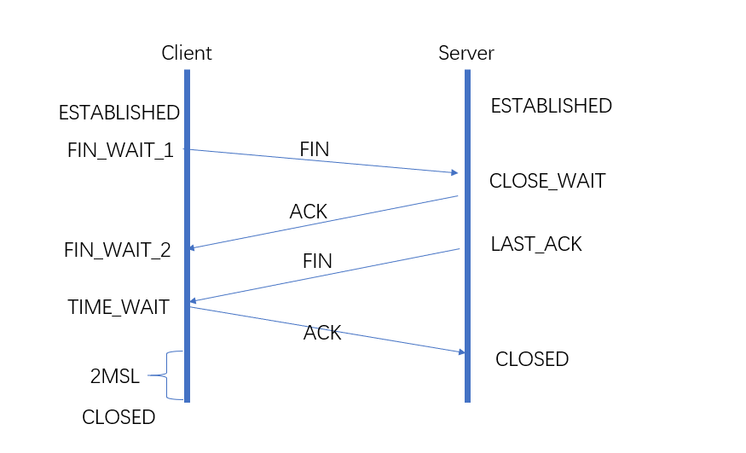 Client
Server
ESTABLISHED
ESTABLISHED
FIN_WAIT_1
FIN
CLOSE_WAIT
ACK
FIN_WAIT_2
LAST_ACK
FIN
TIME_WAIT
ACK
CLOSED
2MSL
CLOSED